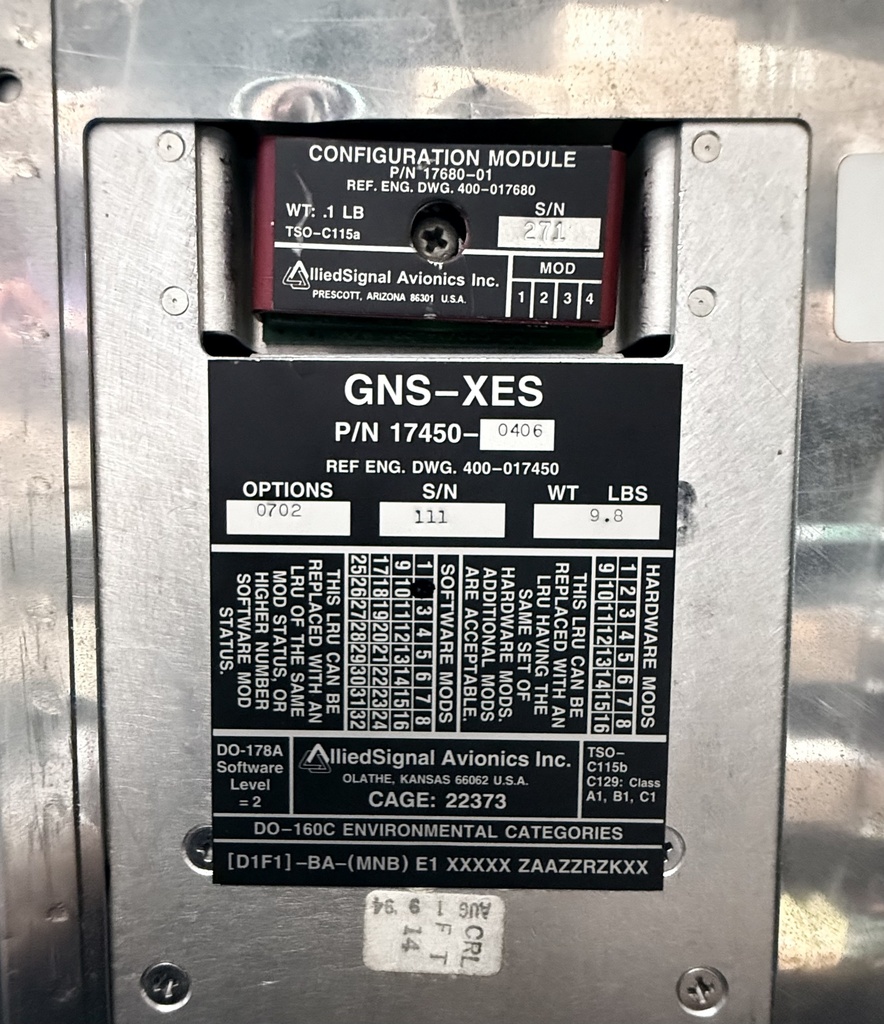 CONFIGURATION MODULE
P/N 17680-01
REF. ENG. DWG. 400-017680
WT: .1 LB
TSO-C115a
S/N
271
AlliedSignal Avionics Inc.
PRESCOTT, ARIZONA 86301 U.S.A.
MOD
1 2 3 4
GNS-XES
P/N 17450-0406
REF ENG. DWG. 400-017450
OPTIONS S/N WT LBS
0702 111 9.8
HARDWARE MODS
1 2 3 4 5 6 7 8
9 10 11 12 13 14 15 16
THIS LRU CAN BE
REPLACED WITH AN
LRU HAVING THE
SAME SET OF
HARDWARE MODS.
ADDITIONAL MODS
ARE ACCEPTABLE.
SOFTWARE MODS
1 3 4 5 6 7 8
9 10 11 12 13 14 15 16
17 18 19 20 21 22 23 24
25 26 27 28 29 30 31 32
THIS LRU CAN BE
REPLACED WITH AN
LRU OF THE SAME
MOD STATUS, OR
HIGHER NUMBER
SOFTWARE MOD
STATUS.
DO-178A
Software
Level
= 2
AlliedSignal Avionics Inc.
OLATHE, KANSAS 66062 U.S.A.
CAGE: 22373
TSO-
C115b
C129: Class
A1, B1, C1
DO-160C ENVIRONMENTAL CATEGORIES
[D1F1]-BA-(MNB) E1 XXXXX ZAAZZRZKXX
AUG 1 9 '94
CRL
F T
14